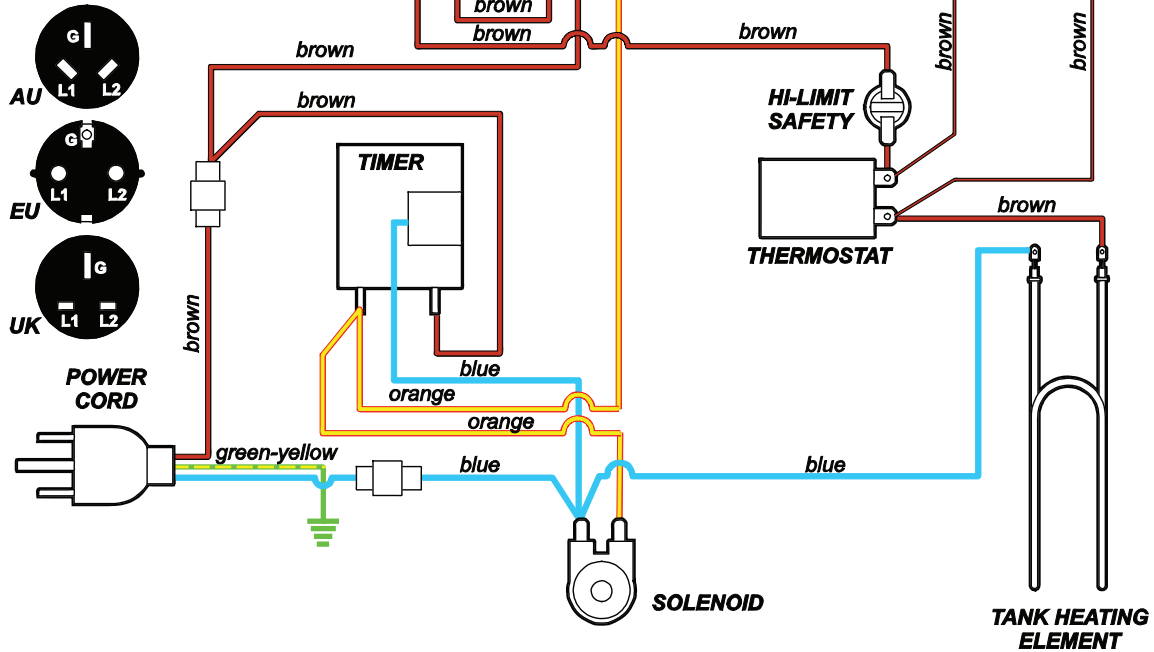 brown
brown
brown
brown
brown
brown
brown
G
L1
L2
AU
G
L1
L2
EU
G
L1
L2
UK
TIMER
HI-LIMIT
SAFETY
THERMOSTAT
brown
brown
POWER
CORD
blue
orange
orange
green-yellow
blue
blue
SOLENOID
TANK HEATING
ELEMENT